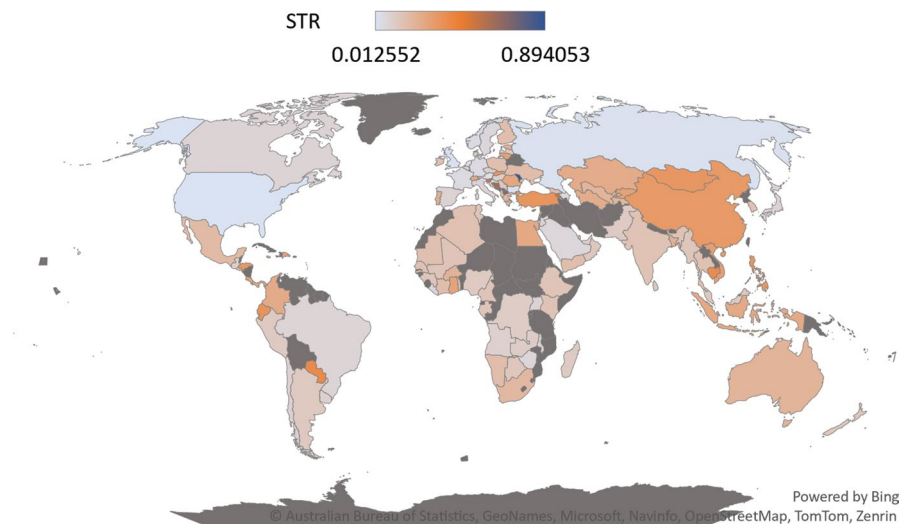 STR
0.012552 0.894053
Powered by Bing
© Australian Bureau of Statistics, GeoNames, Microsoft, Navinfo, OpenStreetMap, TomTom, Zenrin